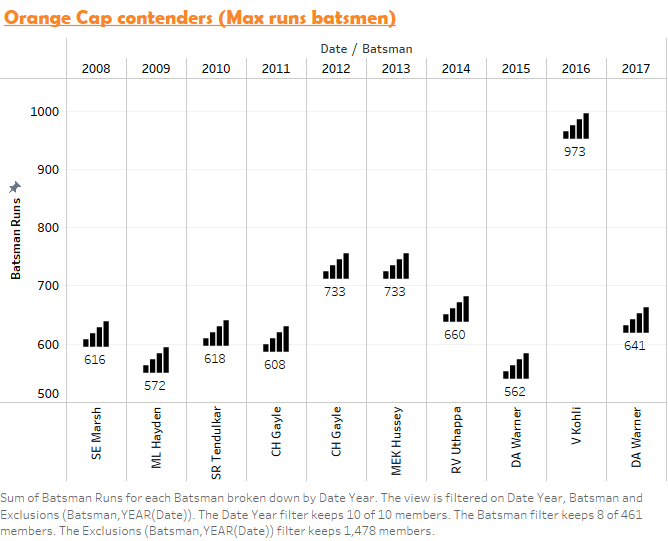 Orange Cap contenders (Max runs batsmen)
Date / Batsman
2008 2009 2010 2011 2012 2013 2014 2015 2016 2017
Batsman Runs
1000
900
800
700
600
500
616
572
618
608
733
733
660
562
973
641
SE Marsh
ML Hayden
SR Tendulkar
CH Gayle
CH Gayle
MEK Hussey
RV Uthappa
DA Warner
V Kohli
DA Warner
Sum of Batsman Runs for each Batsman broken down by Date Year. The view is filtered on Date Year, Batsman and
Exclusions (Batsman,YEAR(Date)). The Date Year filter keeps 10 of 10 members. The Batsman filter keeps 8 of 461
members. The Exclusions (Batsman,YEAR(Date)) filter keeps 1,478 members.